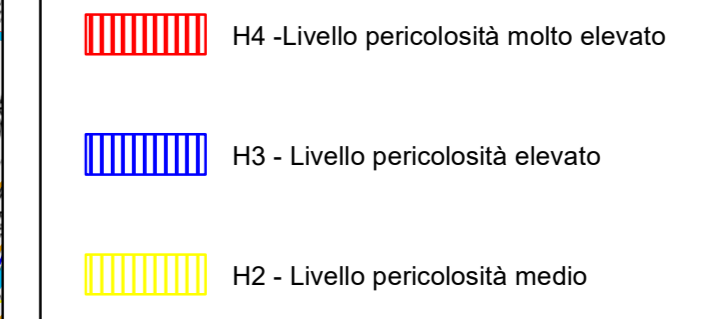 H4 -Livello pericolosità molto elevato
H3 - Livello pericolosità elevato
H2 - Livello pericolosità medio